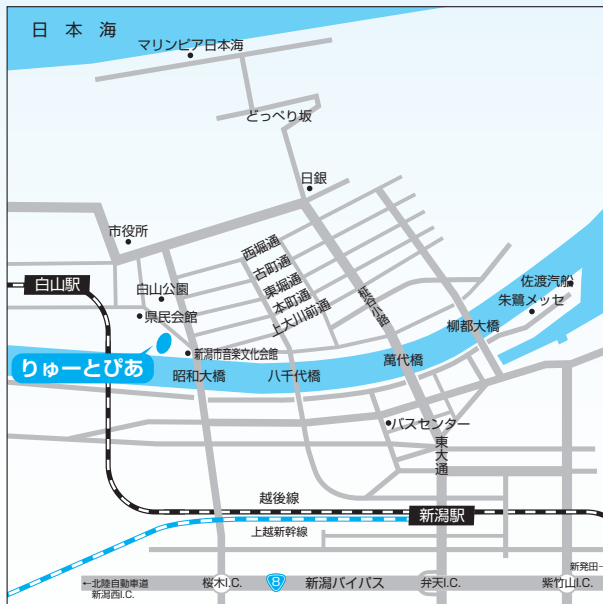 日本海
マリンピア日本海
どっぺり坂
日銀
市役所
西堀通
古町通
東堀通
本町通
上大川前通
柾谷小路
白山駅
白山公園
県民会館
佐渡汽船
朱鷺メッセ
柳都大橋
新潟市音楽文化会館
りゅーとぴあ
昭和大橋
八千代橋
萬代橋
バスセンター
東大通
越後線
新潟駅
上越新幹線
新発田→
←北陸自動車道
新潟西I.C.
桜木I.C.
8
新潟バイパス
弁天I.C.
紫竹山I.C.